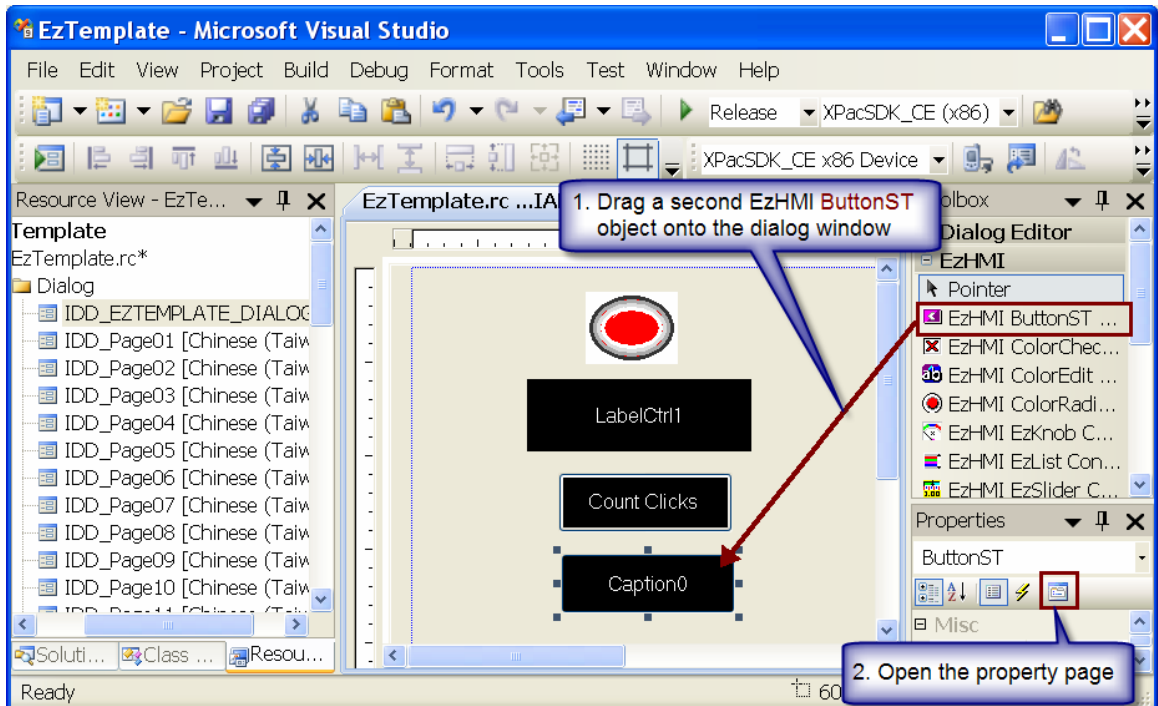 EzTemplate - Microsoft Visual Studio
File Edit View Project Build Debug Format Tools Test Window Help
Release XPacSDK_CE (x86)
XPacSDK_CE x86 Device
Resource View - EzTe...
Template
EzTemplate.rc*
Dialog
IDD_EZTEMPLATE_DIALOG
IDD_Page01 [Chinese (Taiw
IDD_Page02 [Chinese (Taiw
IDD_Page03 [Chinese (Taiw
IDD_Page04 [Chinese (Taiw
IDD_Page05 [Chinese (Taiw
IDD_Page06 [Chinese (Taiw
IDD_Page07 [Chinese (Taiw
IDD_Page08 [Chinese (Taiw
IDD_Page09 [Chinese (Taiw
IDD_Page10 [Chinese (Taiw
Soluti... Class ... Resou...
EzTemplate.rc ...IA
1. Drag a second EzHMI ButtonST
object onto the dialog window
LabelCtrl1
Count Clicks
Caption0
olbox
Dialog Editor
EzHMI
Pointer
EzHMI ButtonST ...
EzHMI ColorChec...
EzHMI ColorEdit ...
EzHMI ColorRadi...
EzHMI EzKnob C...
EzHMI EzList Con...
EzHMI EzSlider C...
Properties
ButtonST
Misc
2. Open the property page
Ready
60